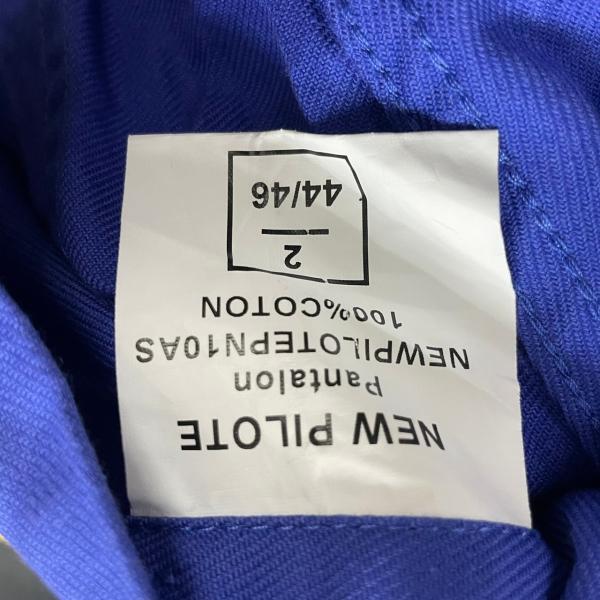 NEW PILOTE
Pantalon
NEWPILOTEPN10AS
100%COTON
2
44/46